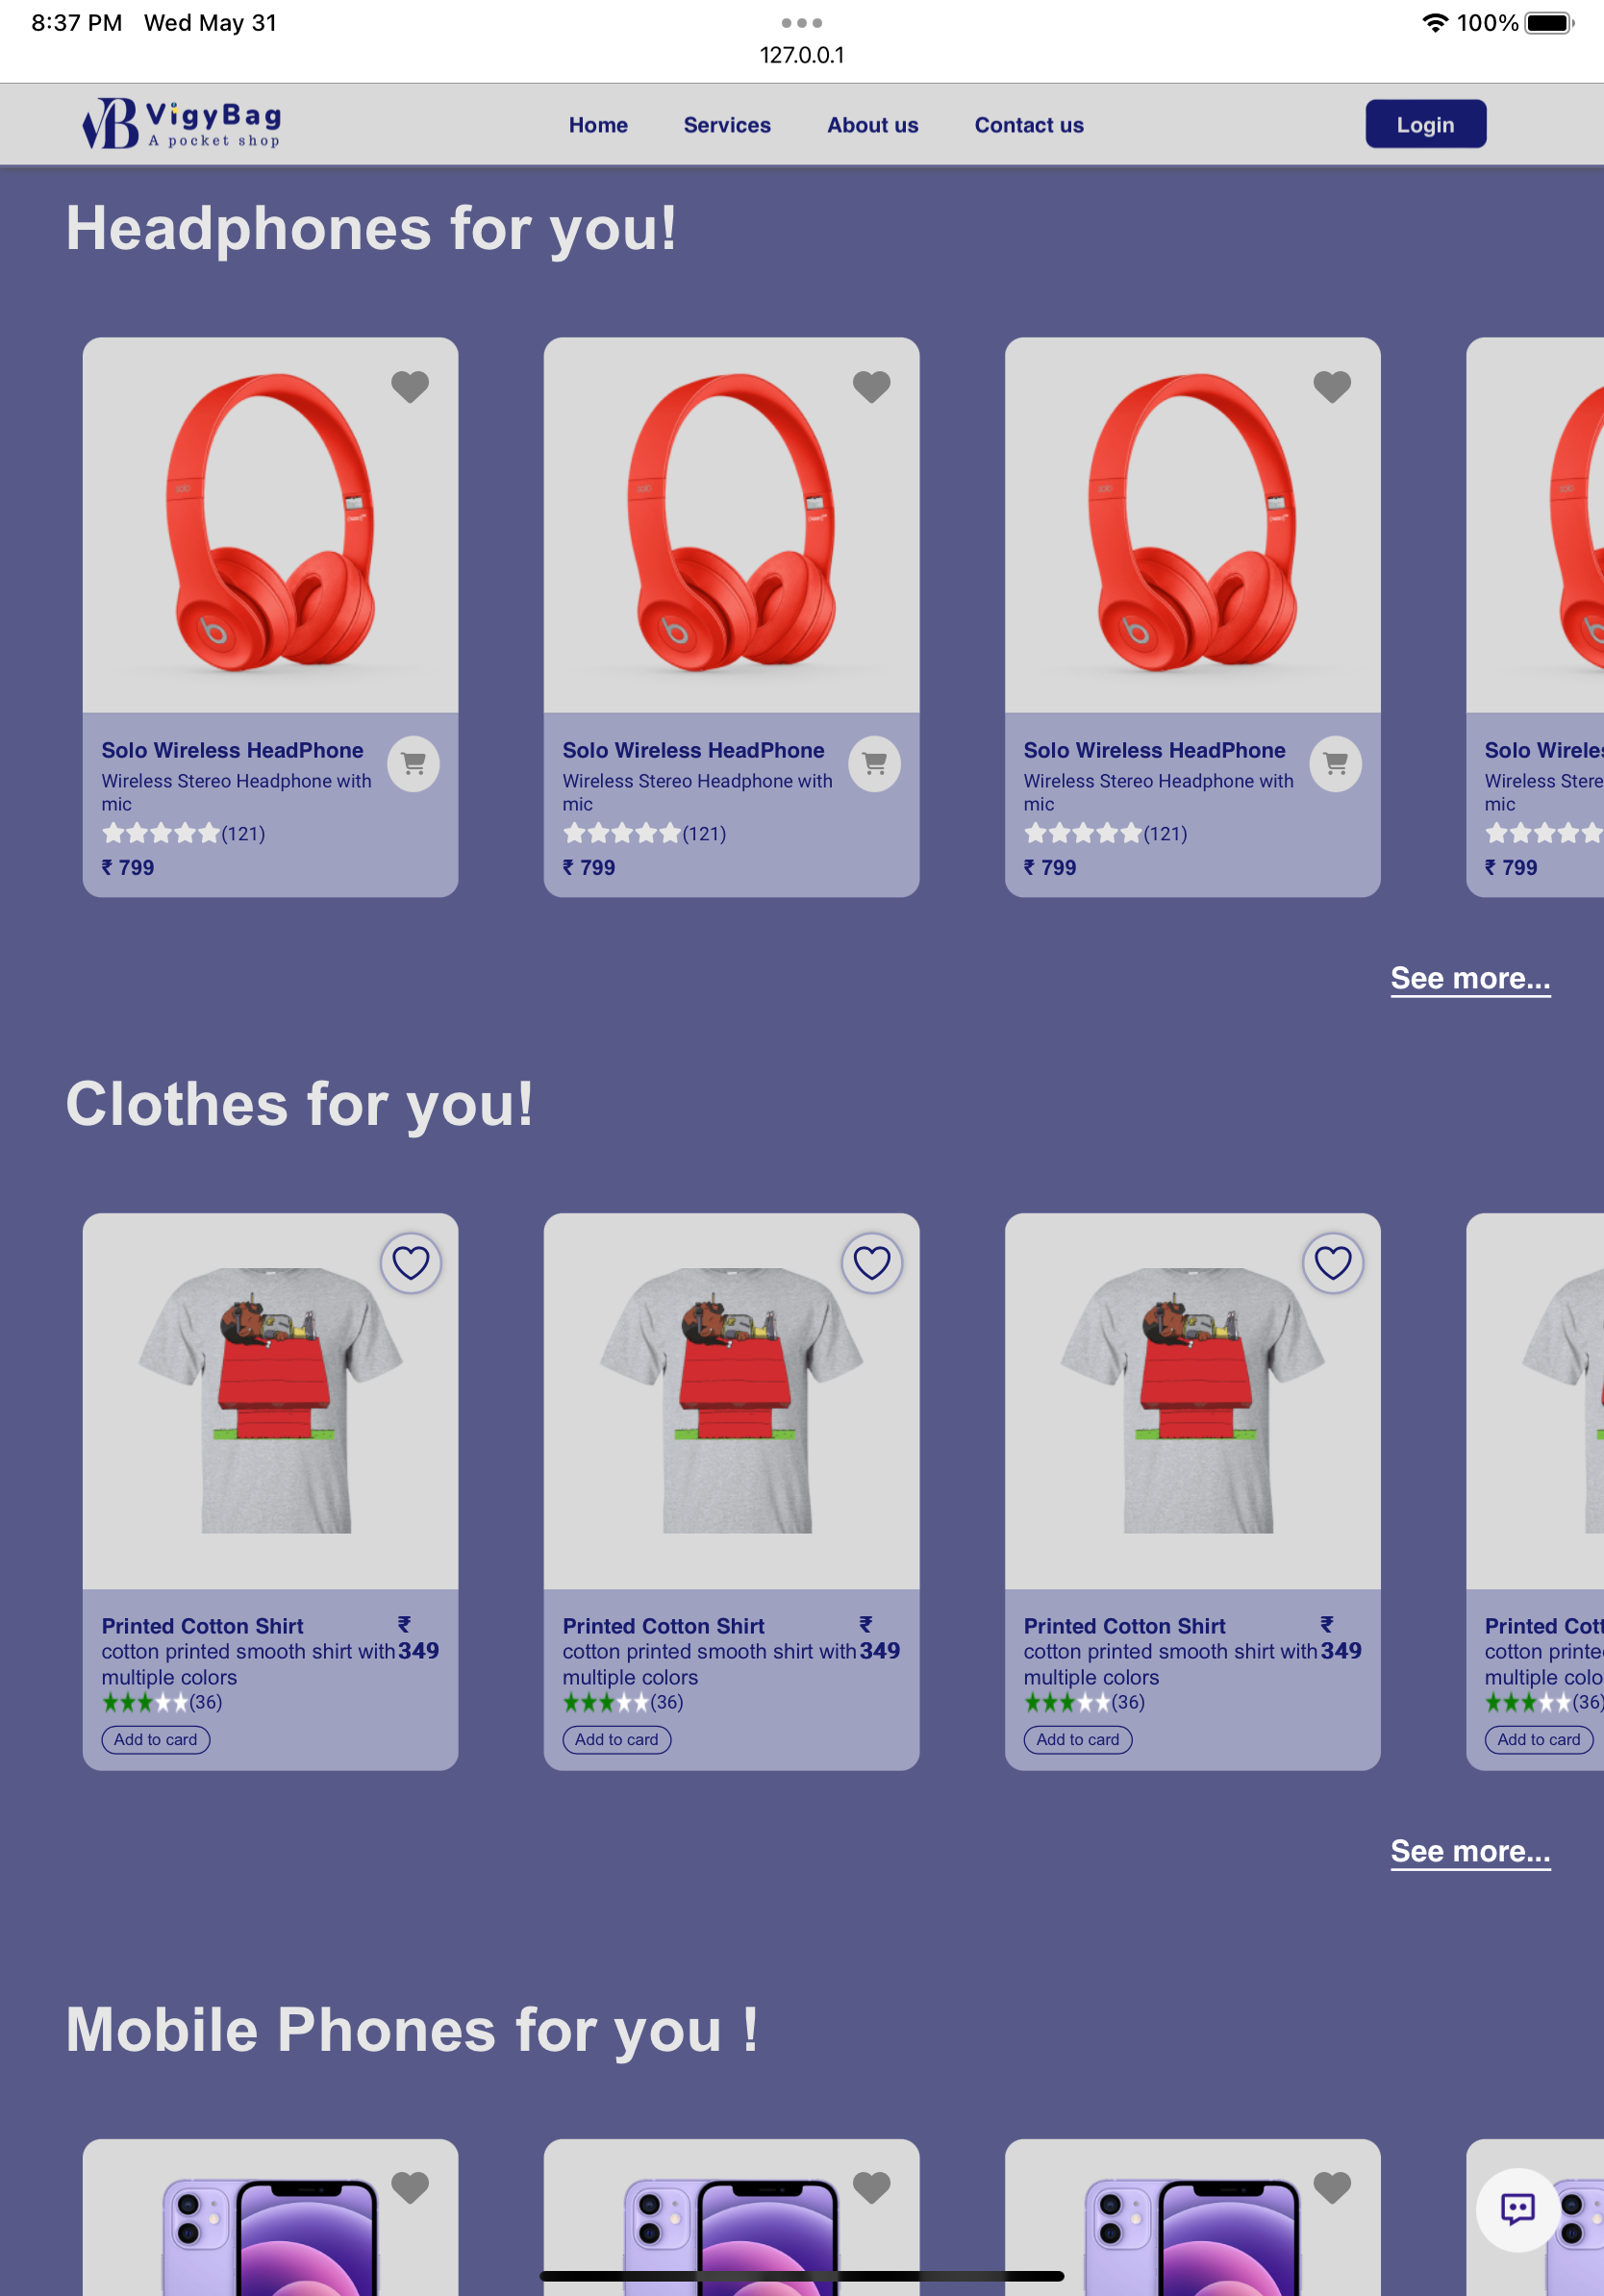 8:37 PM Wed May 31
100%
127.0.0.1
VigyBag
A pocket shop
Home Services About us Contact us
Login
Headphones for you!
Solo Wireless HeadPhone
Wireless Stereo Headphone with
mic
(121)
₹ 799
Solo Wireless HeadPhone
Wireless Stereo Headphone with
mic
(121)
₹ 799
Solo Wireless HeadPhone
Wireless Stereo Headphone with
mic
(121)
₹ 799
Solo Wireles
Wireless Stere
mic
₹ 799
See more...
Clothes for you!
Printed Cotton Shirt ₹
cotton printed smooth shirt with 349
multiple colors
(36)
Add to card
Printed Cotton Shirt ₹
cotton printed smooth shirt with 349
multiple colors
(36)
Add to card
Printed Cotton Shirt ₹
cotton printed smooth shirt with 349
multiple colors
(36)
Add to card
Printed Cott
cotton printe
multiple colo
(36)
Add to card
See more...
Mobile Phones for you !